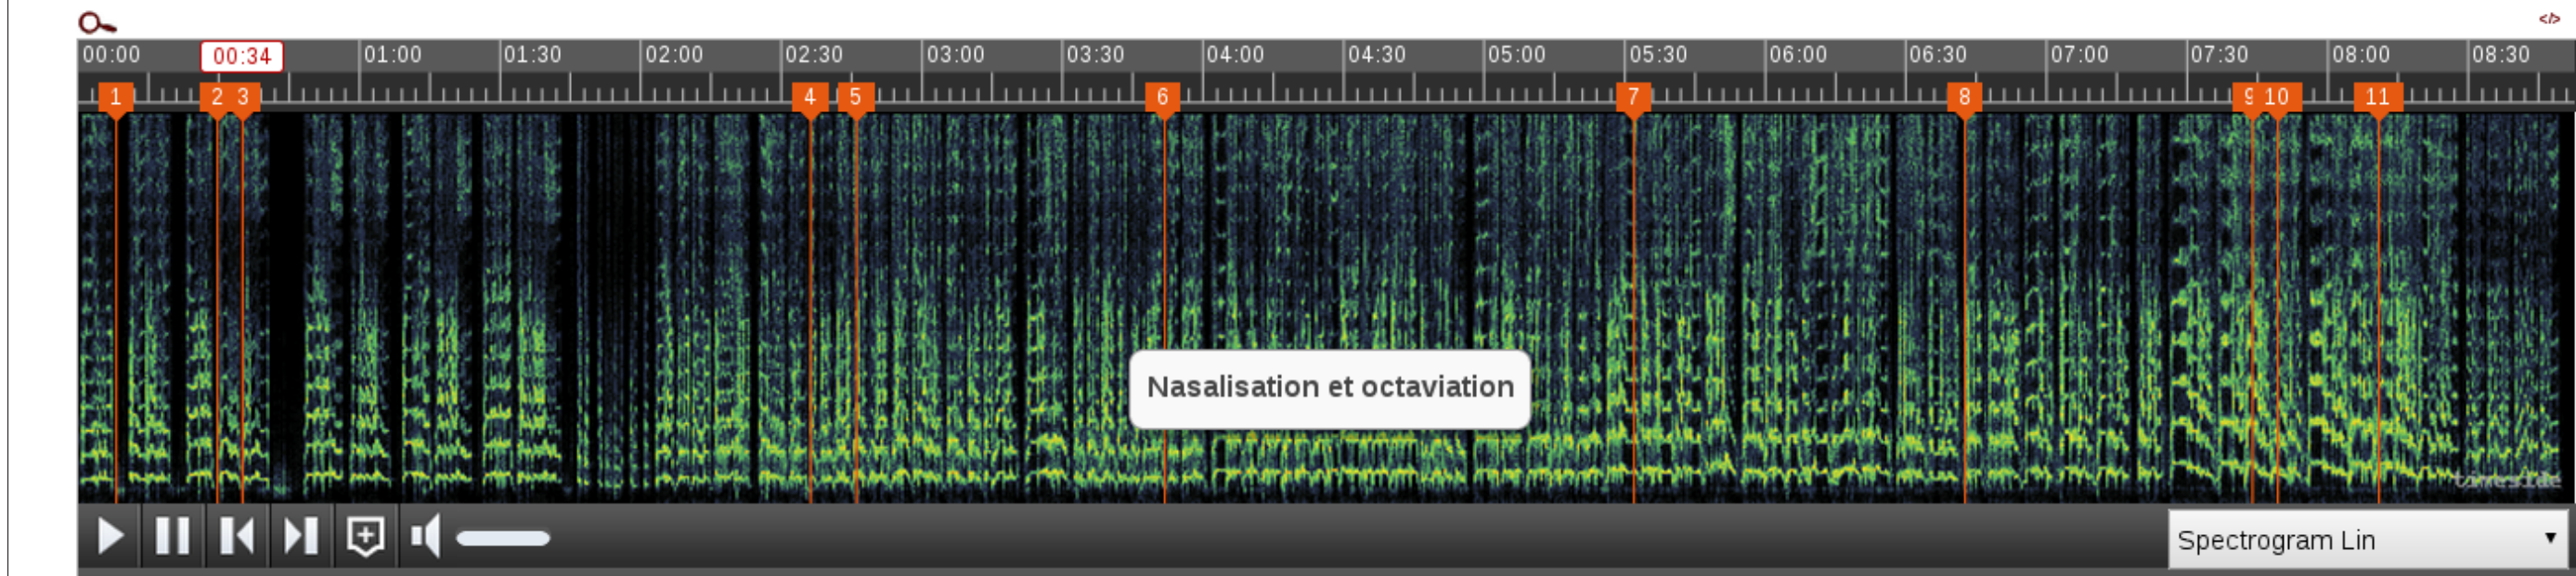 </>
00:00 00:34 01:00 01:30 02:00 02:30 03:00 03:30 04:00 04:30 05:00 05:30 06:00 06:30 07:00 07:30 08:00 08:30
1 2 3 4 5 6 7 8 9 10 11
Nasalisation et octaviation
Spectrogram Lin